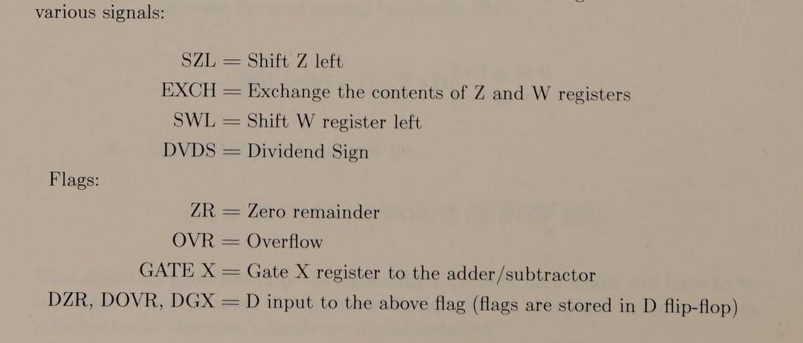 various signals:
SZL = Shift Z left
EXCH = Exchange the contents of Z and W registers
SWL = Shift W register left
DVDS = Dividend Sign
Flags:
ZR = Zero remainder
OVR = Overflow
GATE X = Gate X register to the adder/subtractor
DZR, DOVR, DGX = D input to the above flag (flags are stored in D flip-flop)